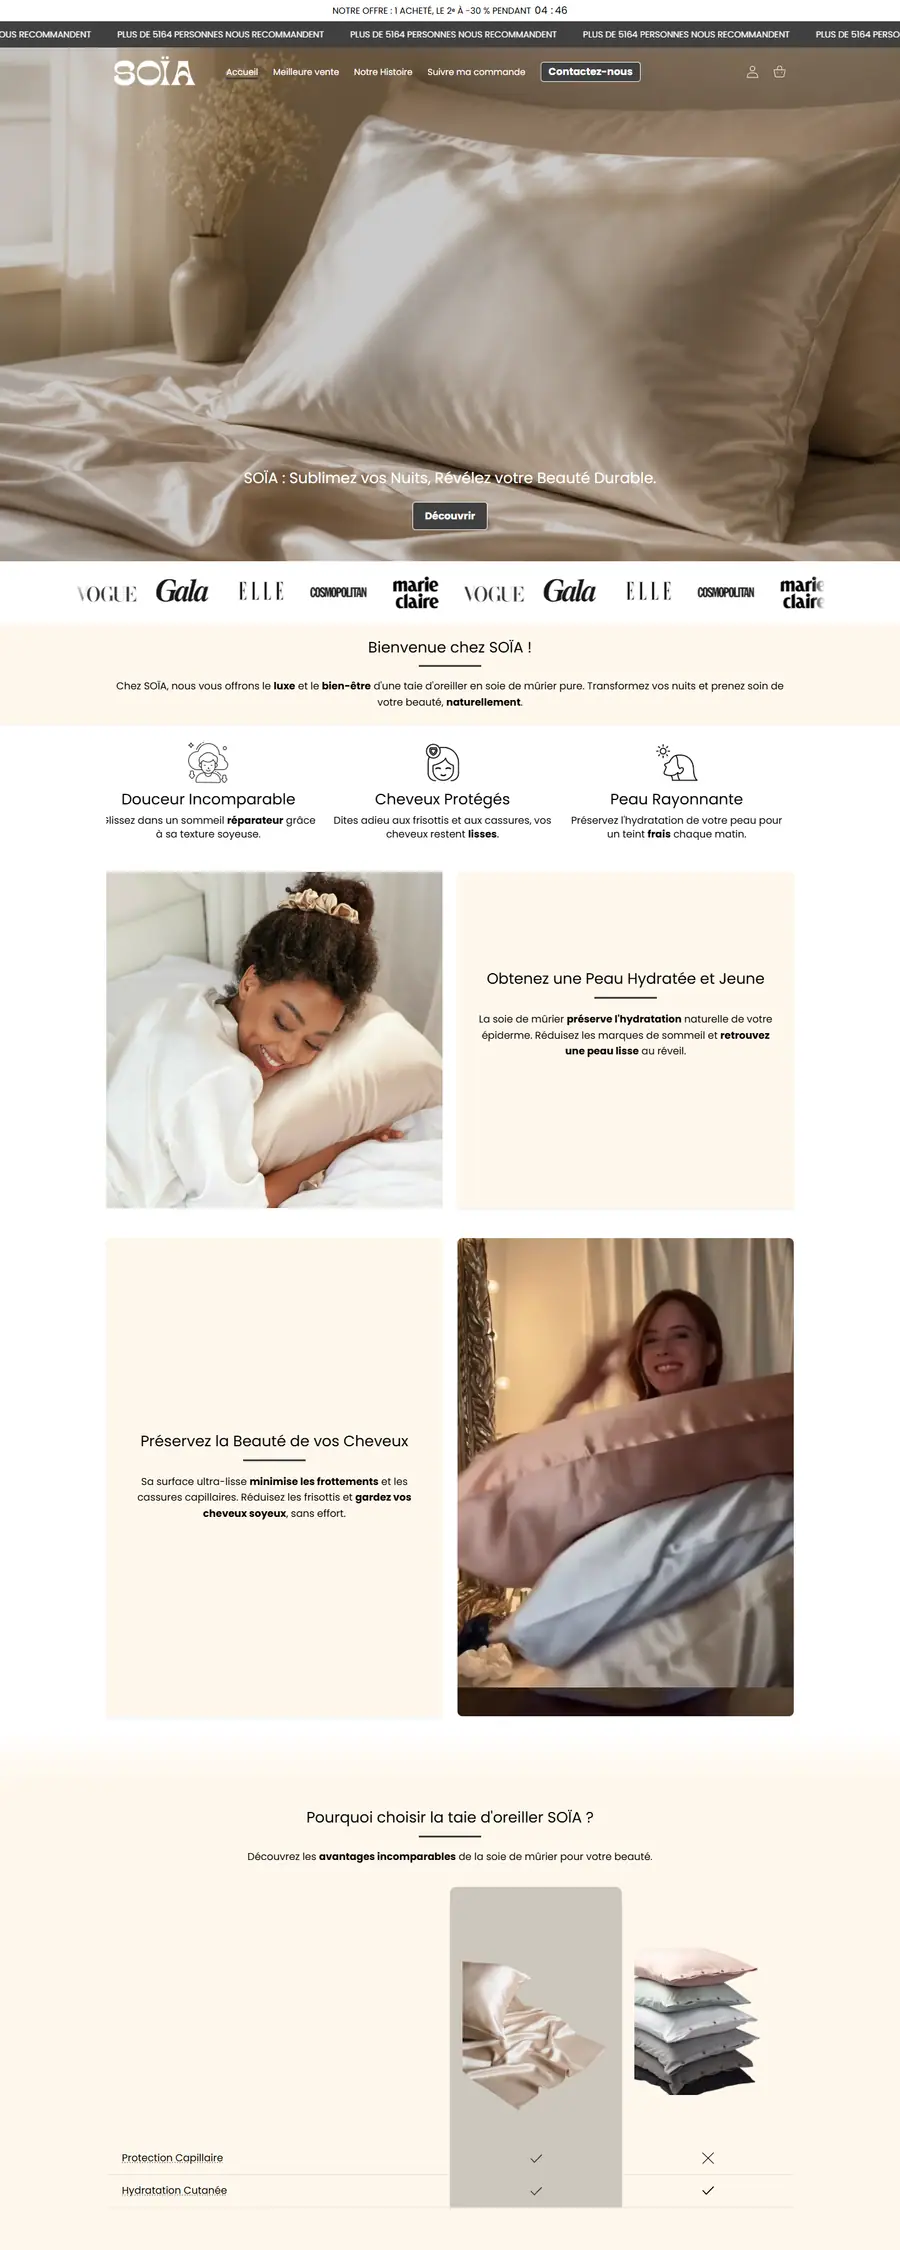 NOTRE OFFRE : 1 ACHETÉ, LE 2ᵉ À -30 % PENDANT 04 : 46
OUS RECOMMANDENT PLUS DE 5164 PERSONNES NOUS RECOMMANDENT PLUS DE 5164 PERSONNES NOUS RECOMMANDENT PLUS DE 5164 PERSONNES NOUS RECOMMANDENT PLUS DE 5164 PERSO
SOÏA Accueil Meilleure vente Notre Histoire Suivre ma commande Contactez-nous
SOÏA : Sublimez vos Nuits, Révélez votre Beauté Durable.
Découvrir
VOGUE Gala ELLE COSMOPOLITAN marie claire VOGUE Gala ELLE COSMOPOLITAN marie claire
Bienvenue chez SOÏA !
Chez SOÏA, nous vous offrons le luxe et le bien-être d'une taie d'oreiller en soie de mûrier pure. Transformez vos nuits et prenez soin de
votre beauté, naturellement.
Douceur Incomparable
Glissez dans un sommeil réparateur grâce
à sa texture soyeuse.
Cheveux Protégés
Dites adieu aux frisottis et aux cassures, vos
cheveux restent lisses.
Peau Rayonnante
Préservez l'hydratation de votre peau pour
un teint frais chaque matin.
Obtenez une Peau Hydratée et Jeune
La soie de mûrier préserve l'hydratation naturelle de votre
épiderme. Réduisez les marques de sommeil et retrouvez
une peau lisse au réveil.
Préservez la Beauté de vos Cheveux
Sa surface ultra-lisse minimise les frottements et les
cassures capillaires. Réduisez les frisottis et gardez vos
cheveux soyeux, sans effort.
Pourquoi choisir la taie d'oreiller SOÏA ?
Découvrez les avantages incomparables de la soie de mûrier pour votre beauté.
Protection Capillaire
Hydratation Cutanée